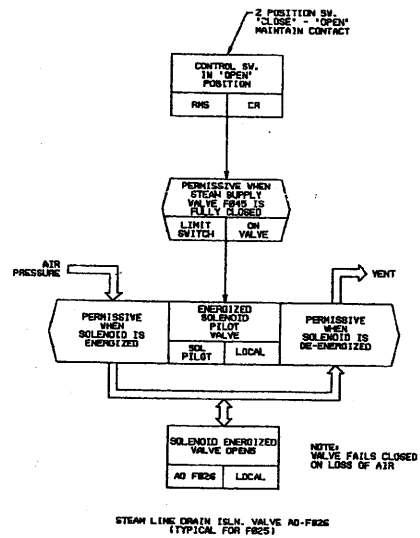 2 POSITION SW.
"CLOSE" - "OPEN"
MAINTAIN CONTACT
CONTROL SW.
IN "OPEN"
POSITION
RMS
CR
PERMISSIVE WHEN
STEAM SUPPLY
VALVE F045 IS
FULLY CLOSED
LIMIT
SWITCH
ON
VALVE
AIR
PRESSURE
VENT
PERMISSIVE
WHEN
SOLENOID IS
ENERGIZED
ENERGIZED
SOLENOID
PILOT
VALVE
SOL
PILOT
LOCAL
PERMISSIVE
WHEN
SOLENOID IS
DE-ENERGIZED
SOLENOID ENERGIZED
VALVE OPENS
AO F026
LOCAL
NOTE:
VALVE FAILS CLOSED
ON LOSS OF AIR
STEAM LINE DRAIN ISLN. VALVE AO-F026
(TYPICAL FOR F025)